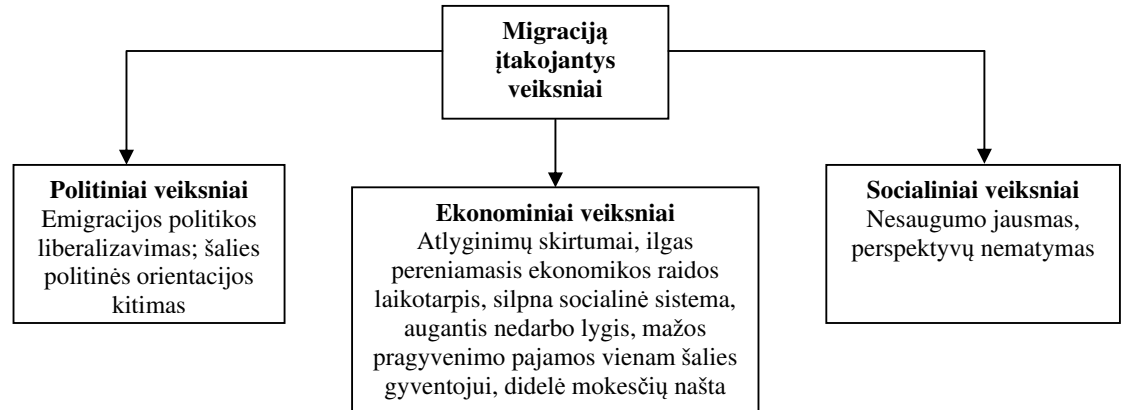 Migraciją
įtakojantys
veiksniai
Politiniai veiksniai
Emigracijos politikos
liberalizavimas; šalies
politinės orientacijos
kitimas
Ekonominiai veiksniai
Atlyginimų skirtumai, ilgas
pereniamasis ekonomikos raidos
laikotarpis, silpna socialinė sistema,
augantis nedarbo lygis, mažos
pragyvenimo pajamos vienam šalies
gyventojui, didelė mokesčių našta
Socialiniai veiksniai
Nesaugumo jausmas,
perspektyvų nematymas